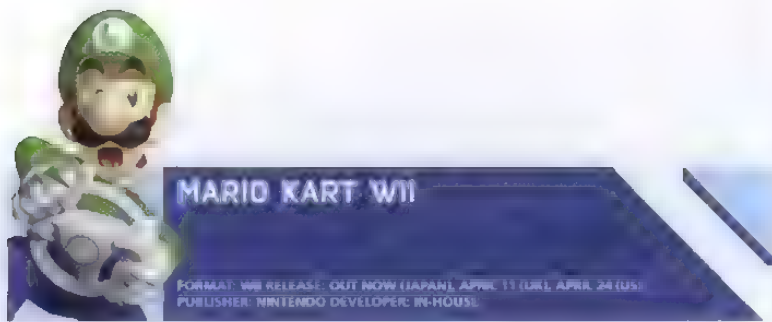 MARIO KART WII
FORMAT: WII RELEASE: OUT NOW (JAPAN), APRIL 11 (UK), APRIL 24 (US)
PUBLISHER: NINTENDO DEVELOPER: IN-HOUSE